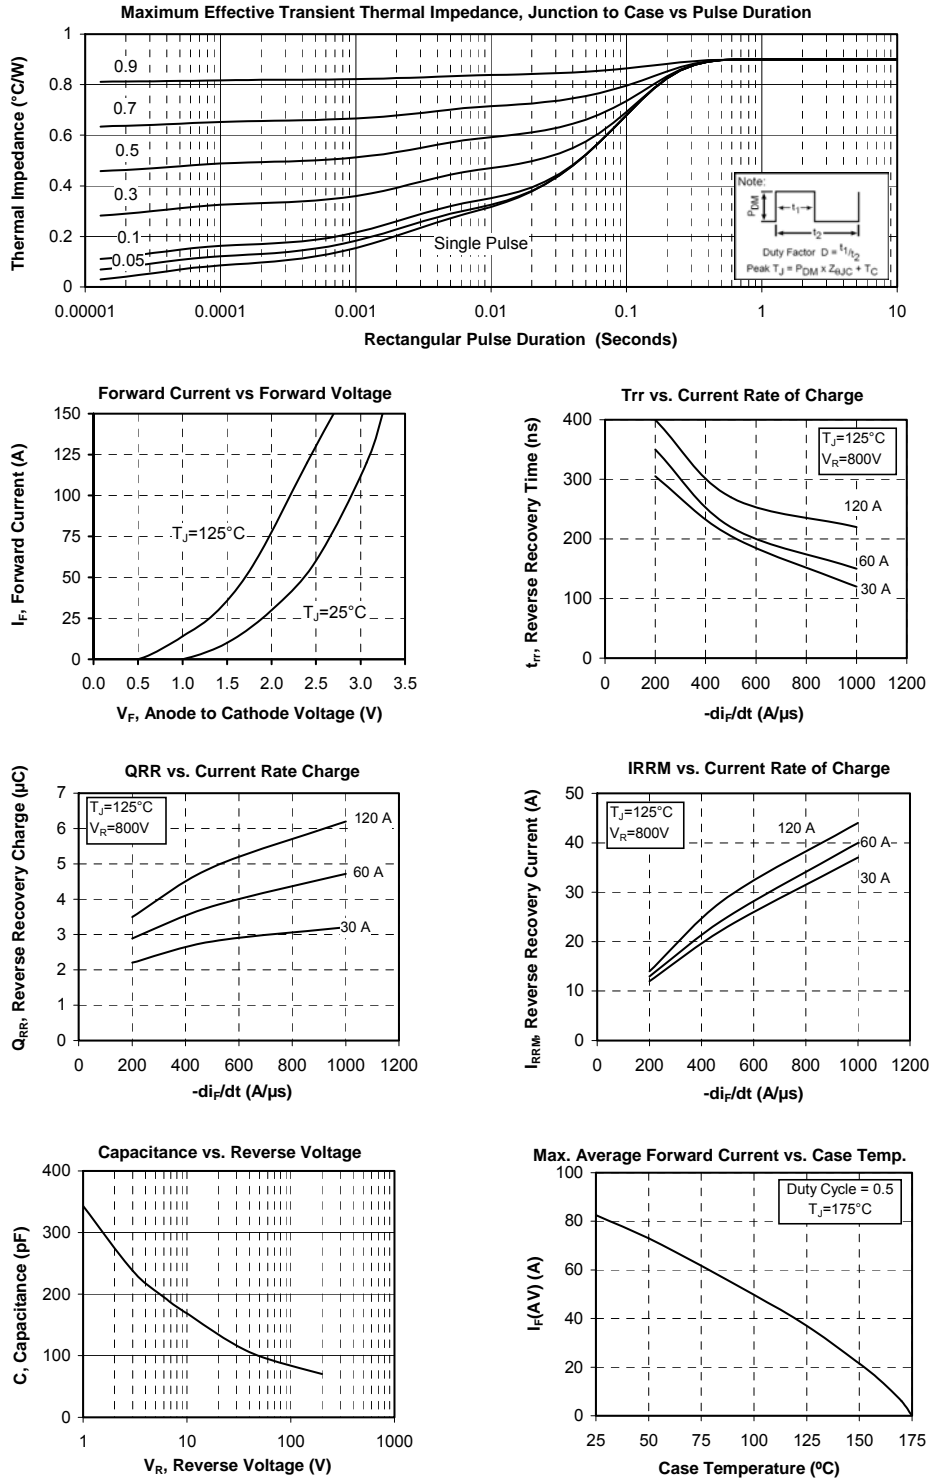 Maximum Effective Transient Thermal Impedance, Junction to Case vs Pulse Duration
Thermal Impedance (°C/W)
1
0.8
0.6
0.4
0.2
0
0.9
0.7
0.5
0.3
0.1
0.05
Single Pulse
Note:
PDM
t1
t2
Duty Factor D = t1/t2
Peak TJ = PDM x ZθJC + TC
0.00001 0.0001 0.001 0.01 0.1 1 10
Rectangular Pulse Duration (Seconds)
Forward Current vs Forward Voltage
IF, Forward Current (A)
150
125
100
75
50
25
0
TJ=125°C
TJ=25°C
0.0 0.5 1.0 1.5 2.0 2.5 3.0 3.5
VF, Anode to Cathode Voltage (V)
Trr vs. Current Rate of Charge
trr, Reverse Recovery Time (ns)
400
300
200
100
0
TJ=125°C
VR=800V
120 A
60 A
30 A
0 200 400 600 800 1000 1200
-diF/dt (A/µs)
QRR vs. Current Rate Charge
QRR, Reverse Recovery Charge (µC)
7
6
5
4
3
2
1
0
TJ=125°C
VR=800V
120 A
60 A
30 A
0 200 400 600 800 1000 1200
-diF/dt (A/µs)
IRRM vs. Current Rate of Charge
IRRM, Reverse Recovery Current (A)
50
40
30
20
10
0
TJ=125°C
VR=800V
120 A
60 A
30 A
0 200 400 600 800 1000 1200
-diF/dt (A/µs)
Capacitance vs. Reverse Voltage
C, Capacitance (pF)
400
300
200
100
0
1 10 100 1000
VR, Reverse Voltage (V)
Max. Average Forward Current vs. Case Temp.
IF(AV) (A)
100
80
60
40
20
0
Duty Cycle = 0.5
TJ=175°C
25 50 75 100 125 150 175
Case Temperature (ºC)